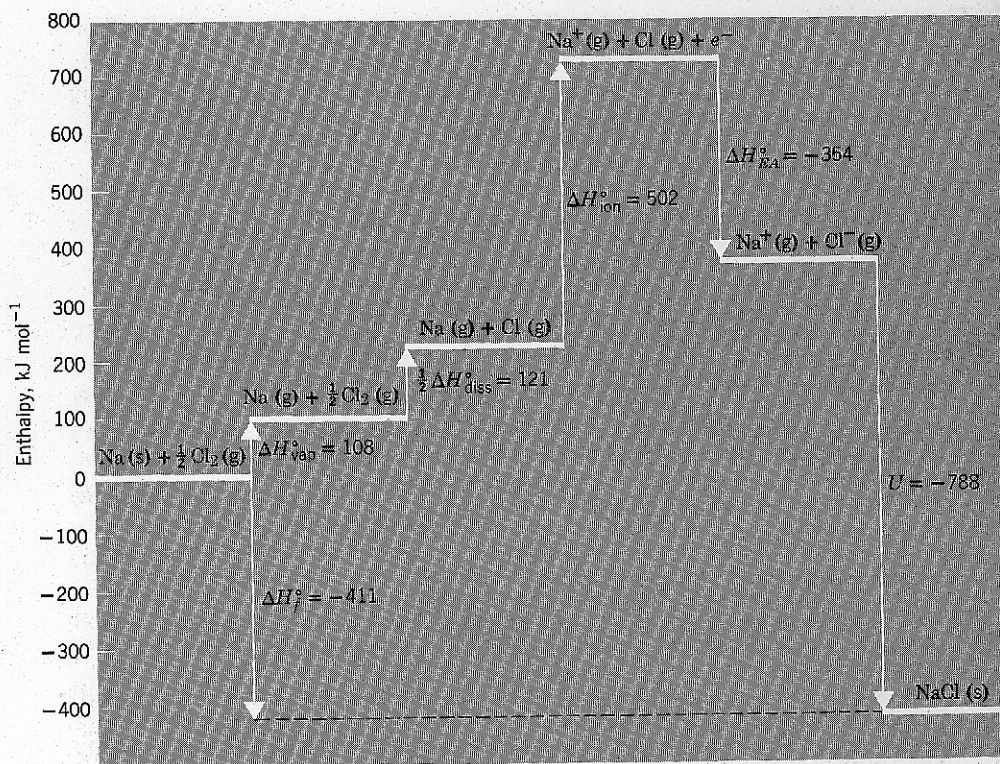 800
Na⁺(g) + Cl (g) + e⁻
700
600
ΔH°EA = −354
500
ΔH°ion = 502
400
Na⁺(g) + Cl⁻(g)
300
Na (g) + Cl (g)
200
½ ΔH°diss = 121
Na (g) + ½Cl₂ (g)
100
ΔH°vap = 108
Na (s) + ½ Cl₂ (g)
0
U = −788
Enthalpy, kJ mol⁻¹
−100
−200
ΔH°f = −411
−300
NaCl (s)
−400